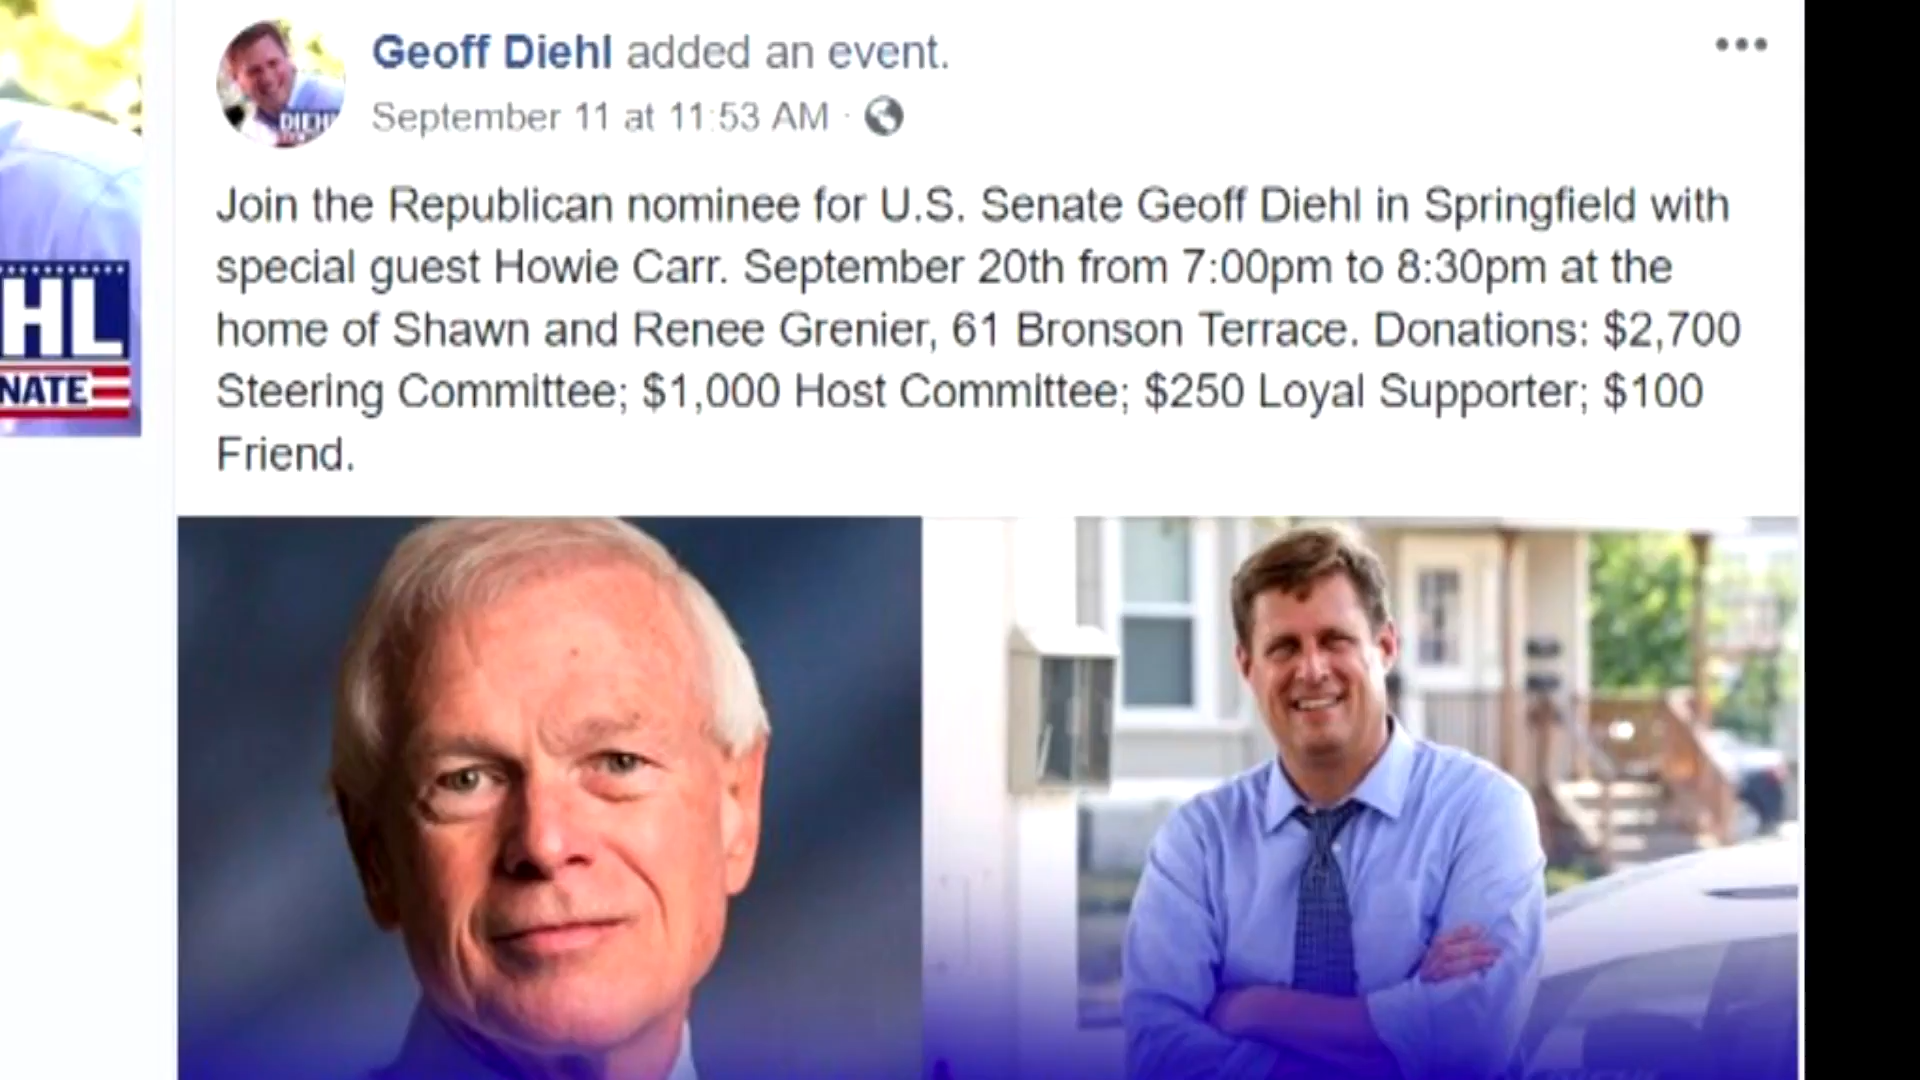 Geoff Diehl added an event.
September 11 at 11:53 AM ·
Join the Republican nominee for U.S. Senate Geoff Diehl in Springfield with
special guest Howie Carr. September 20th from 7:00pm to 8:30pm at the
home of Shawn and Renee Grenier, 61 Bronson Terrace. Donations: $2,700
Steering Committee; $1,000 Host Committee; $250 Loyal Supporter; $100
Friend.
HL
NATE
DIEHL